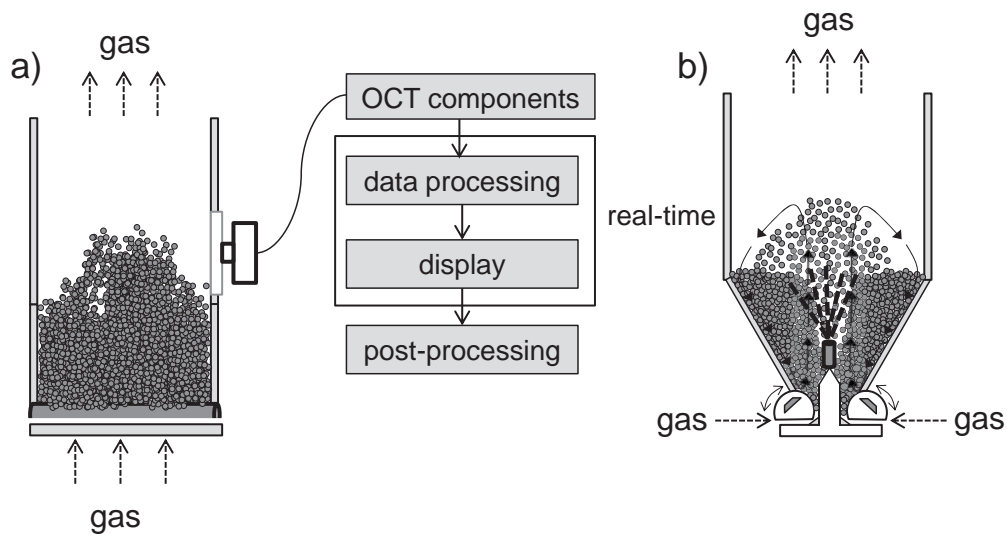 a)
gas
OCT components
data processing
display
post-processing
real-time
gas
b)
gas
gas
gas